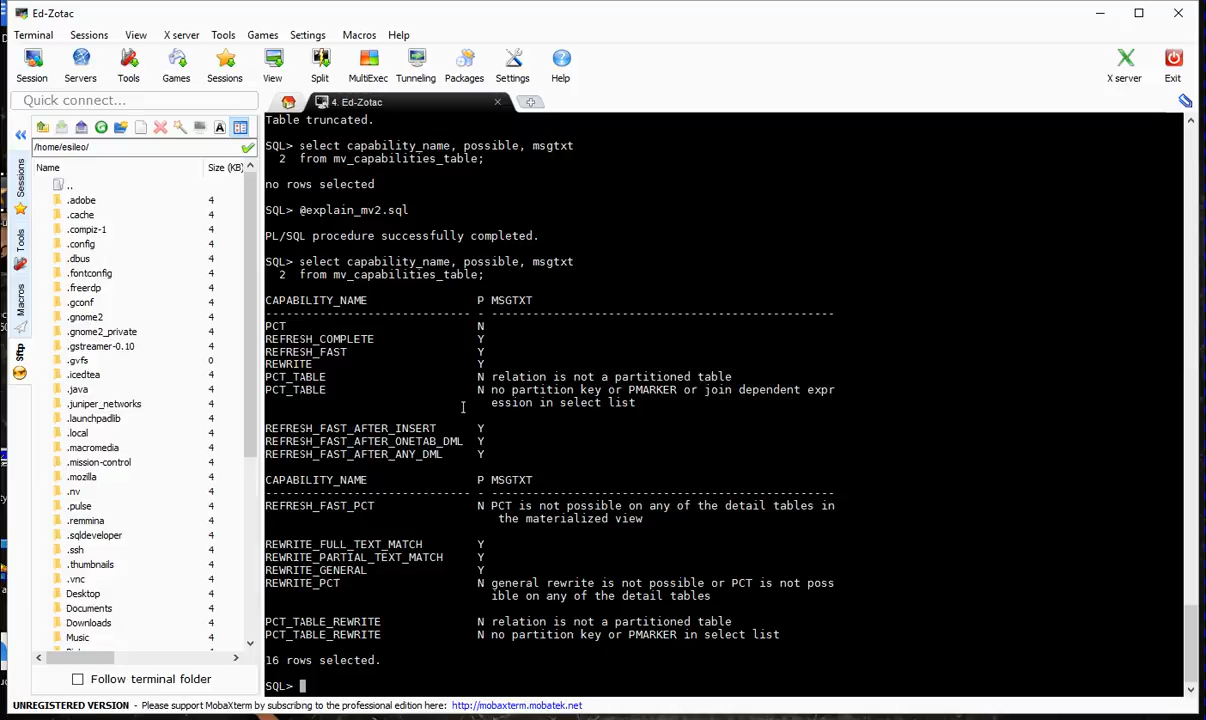 Ed-Zotac
Terminal Sessions View X server Tools Games Settings Macros Help
Session Servers Tools Games Sessions View Split MultiExec Tunneling Packages Settings Help X server Exit
Quick connect...
4. Ed-Zotac
/home/esileo/
Name Size (KB)
..
.adobe 4
.cache 4
.compiz-1 4
.config 4
.dbus 4
.fontconfig 4
.freerdp 4
.gconf 4
.gnome2 4
.gnome2_private 4
.gstreamer-0.10 4
.gvfs 0
.icedtea 4
.java 4
.juniper_networks 4
.launchpadlib 4
.local 4
.macromedia 4
.mission-control 4
.mozilla 4
.nv 4
.pulse 4
.remmina 4
.sqldeveloper 4
.ssh 4
.thumbnails 4
.vnc 4
Desktop 4
Documents 4
Downloads 4
Music 4
Sessions
Tools
Macros
Sftp
Follow terminal folder
Table truncated.
SQL> select capability_name, possible, msgtxt
2 from mv_capabilities_table;
no rows selected
SQL> @explain_mv2.sql
PL/SQL procedure successfully completed.
SQL> select capability_name, possible, msgtxt
2 from mv_capabilities_table;
CAPABILITY_NAME P MSGTXT
------------------------------ - ----------------------------------------------------
PCT N
REFRESH_COMPLETE Y
REFRESH_FAST Y
REWRITE Y
PCT_TABLE N relation is not a partitioned table
PCT_TABLE N no partition key or PMARKER or join dependent expr
ession in select list
REFRESH_FAST_AFTER_INSERT Y
REFRESH_FAST_AFTER_ONETAB_DML Y
REFRESH_FAST_AFTER_ANY_DML Y
CAPABILITY_NAME P MSGTXT
------------------------------ - ----------------------------------------------------
REFRESH_FAST_PCT N PCT is not possible on any of the detail tables in
the materialized view
REWRITE_FULL_TEXT_MATCH Y
REWRITE_PARTIAL_TEXT_MATCH Y
REWRITE_GENERAL Y
REWRITE_PCT N general rewrite is not possible or PCT is not poss
ible on any of the detail tables
PCT_TABLE_REWRITE N relation is not a partitioned table
PCT_TABLE_REWRITE N no partition key or PMARKER in select list
16 rows selected.
SQL>
UNREGISTERED VERSION - Please support MobaXterm by subscribing to the professional edition here: http://mobaxterm.mobatek.net